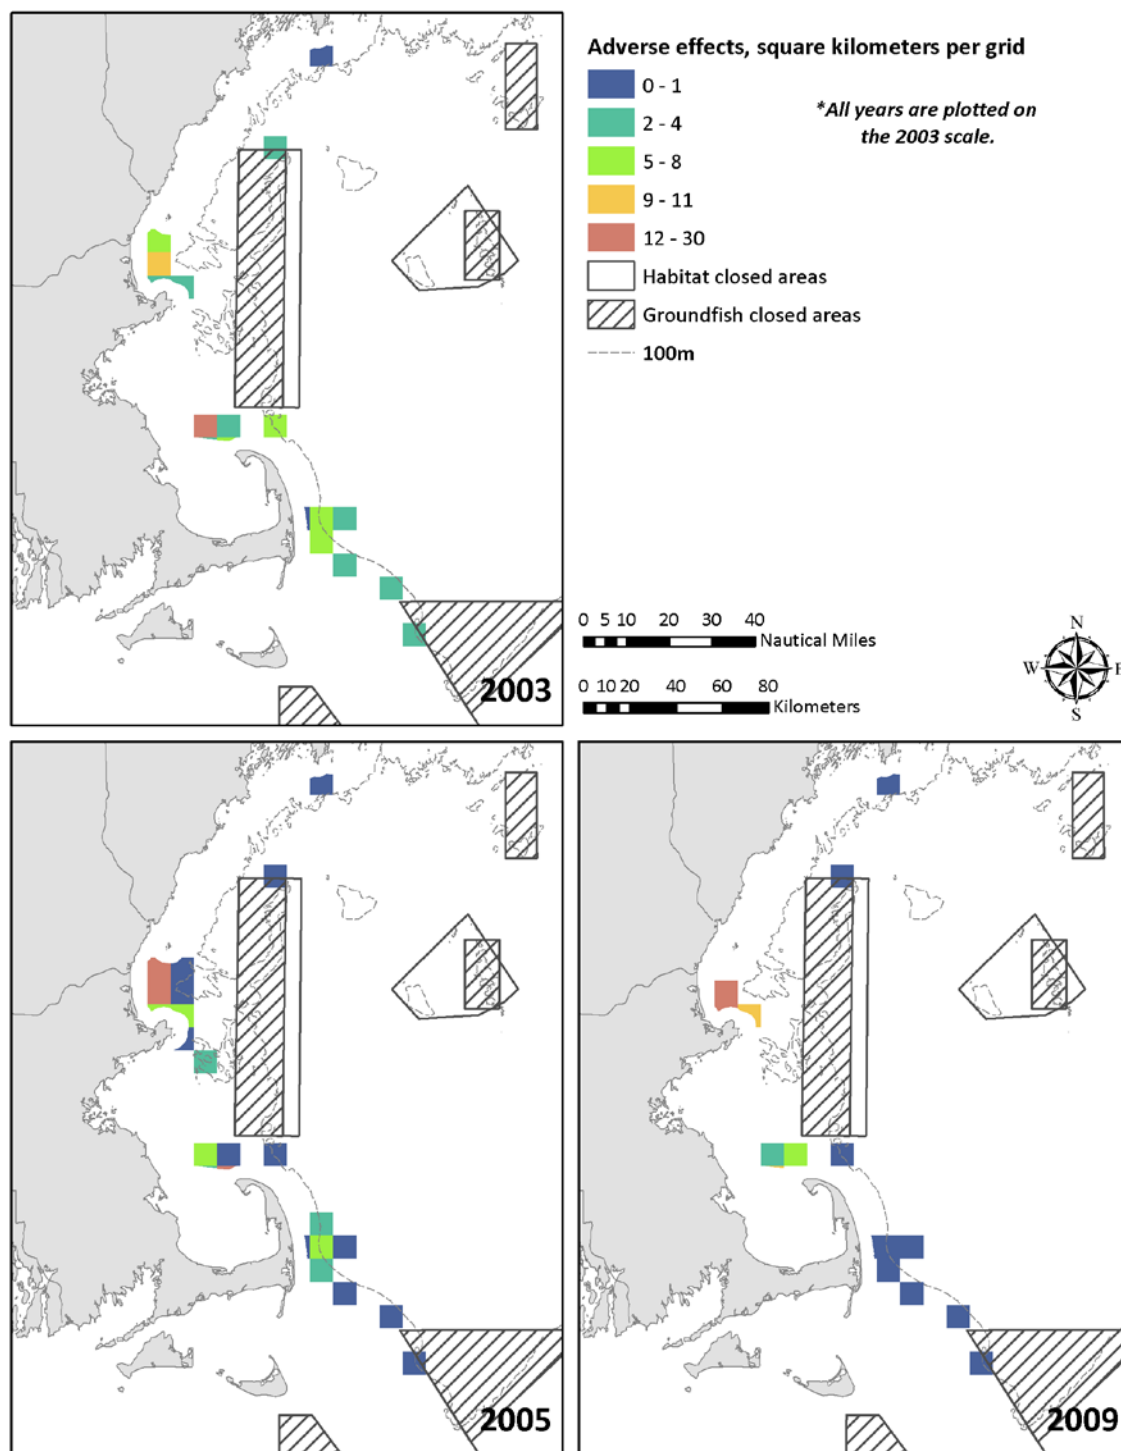 Adverse effects, square kilometers per grid
0 - 1
2 - 4
5 - 8
9 - 11
12 - 30
Habitat closed areas
Groundfish closed areas
100m
*All years are plotted on
the 2003 scale.
0 5 10 20 30 40
Nautical Miles
0 10 20 40 60 80
Kilometers
N
W E
S
2003
2005
2009